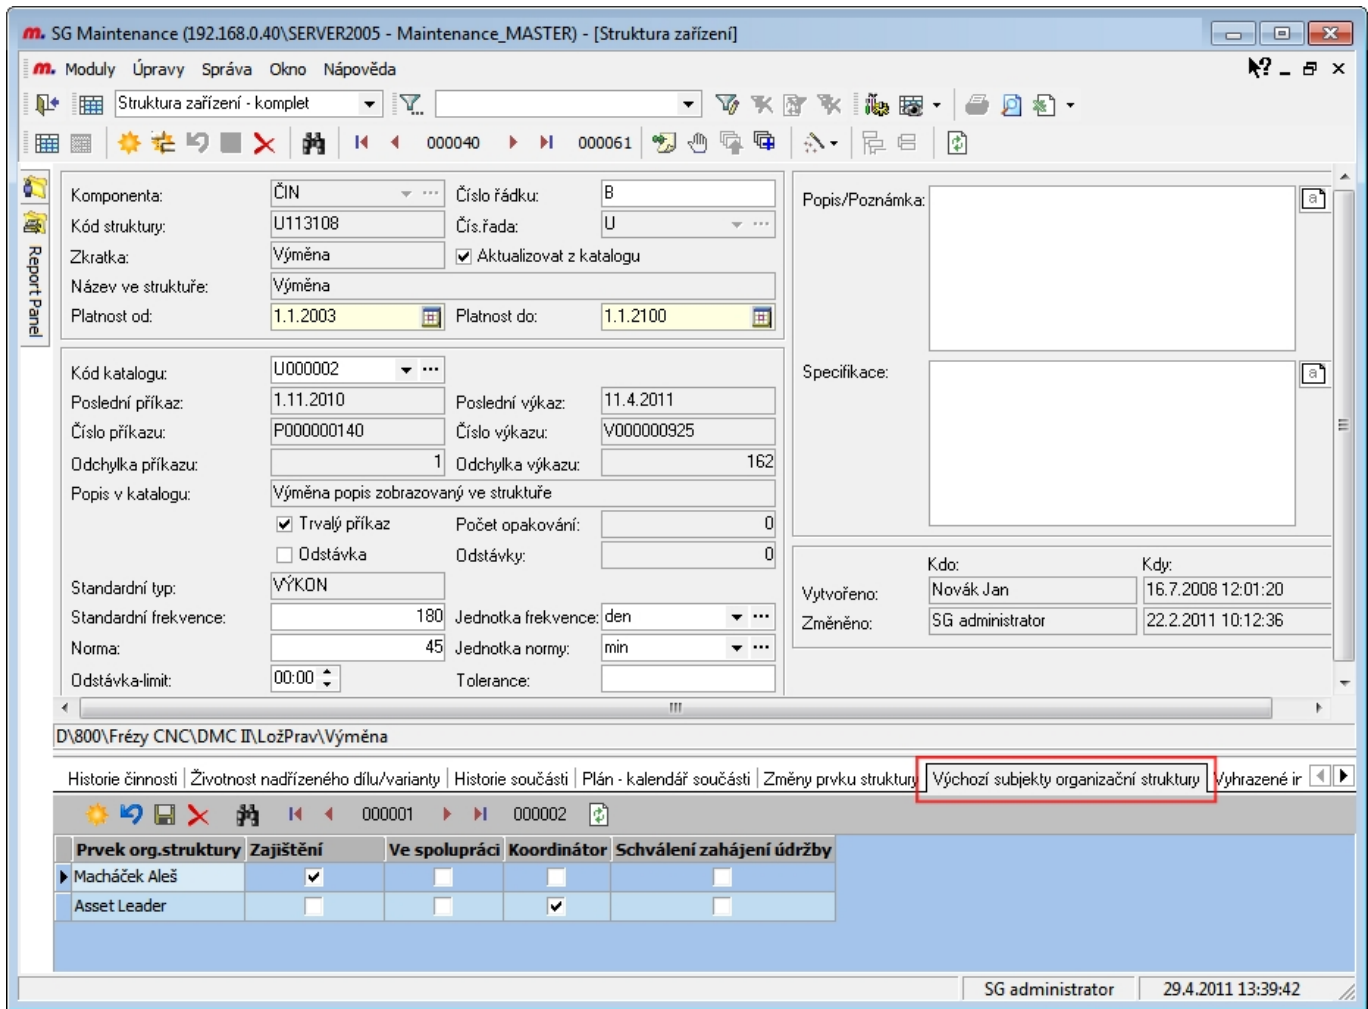 m. SG Maintenance (192.168.0.40\SERVER2005 - Maintenance_MASTER) - [Struktura zařízení]
m. Moduly Úpravy Správa Okno Nápověda
Struktura zařízení - komplet
000040 000061
Report Panel
Komponenta: ČIN Číslo řádku: B
Kód struktury: U113108 Čís.řada: U
Zkratka: Výměna Aktualizovat z katalogu
Název ve struktuře: Výměna
Platnost od: 1.1.2003 Platnost do: 1.1.2100
Kód katalogu: U000002
Poslední příkaz: 1.11.2010 Poslední výkaz: 11.4.2011
Číslo příkazu: P000000140 Číslo výkazu: V000000925
Odchylka příkazu: 1 Odchylka výkazu: 162
Popis v katalogu: Výměna popis zobrazovaný ve struktuře
Trvalý příkaz Počet opakování: 0
Odstávka Odstávky: 0
Standardní typ: VÝKON
Standardní frekvence: 180 Jednotka frekvence: den
Norma: 45 Jednotka normy: min
Odstávka-limit: 00:00 Tolerance:
Popis/Poznámka: a
Specifikace: a
Kdo: Kdy:
Vytvořeno: Novák Jan 16.7.2008 12:01:20
Změněno: SG administrator 22.2.2011 10:12:36
D\800\Frézy CNC\DMC II\LožPrav\Výměna
Historie činnosti Životnost nadřízeného dílu/varianty Historie součásti Plán - kalendář součásti Změny prvku struktury Výchozí subjekty organizační struktury Vyhrazené ir
000001 000002
Prvek org.struktury Zajištění Ve spolupráci Koordinátor Schválení zahájení údržby
Macháček Aleš
Asset Leader
SG administrator 29.4.2011 13:39:42